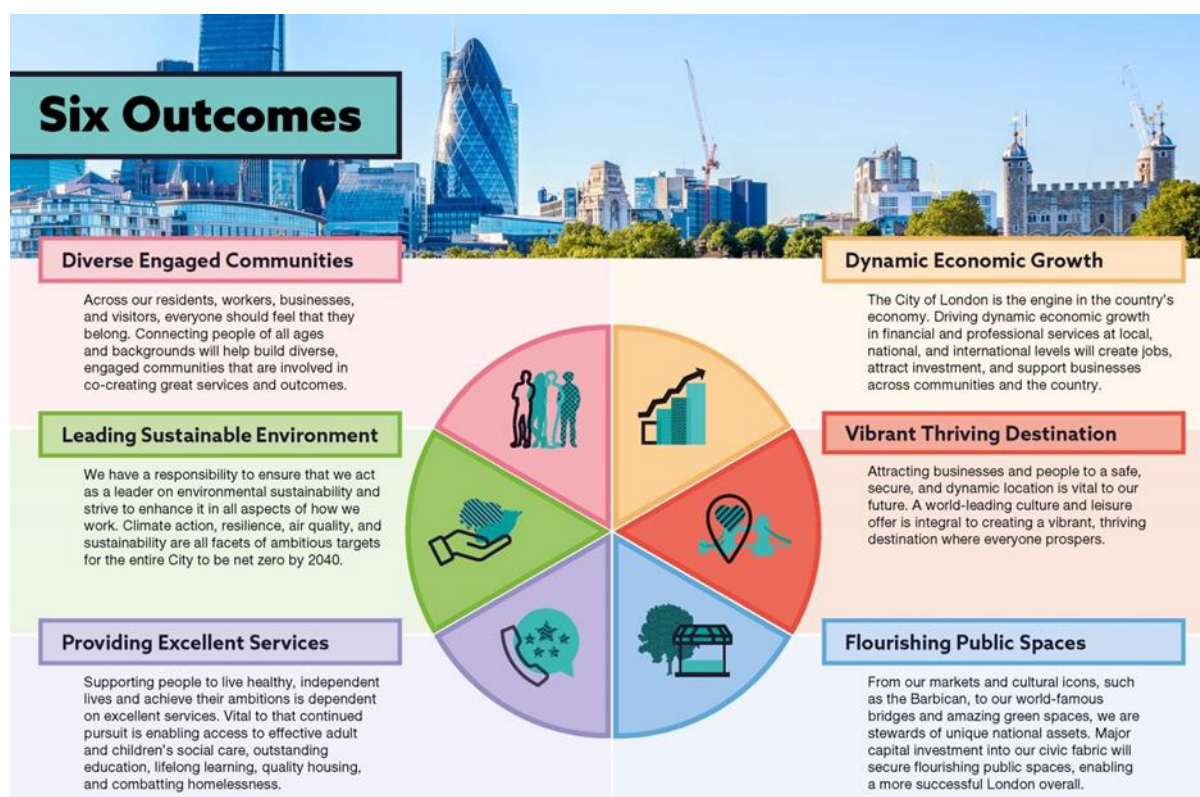 Six Outcomes
Diverse Engaged Communities
Across our residents, workers, businesses,
and visitors, everyone should feel that they
belong. Connecting people of all ages
and backgrounds will help build diverse,
engaged communities that are involved in
co-creating great services and outcomes.
Leading Sustainable Environment
We have a responsibility to ensure that we act
as a leader on environmental sustainability and
strive to enhance it in all aspects of how we
work. Climate action, resilience, air quality, and
sustainability are all facets of ambitious targets
for the entire City to be net zero by 2040.
Providing Excellent Services
Supporting people to live healthy, independent
lives and achieve their ambitions is dependent
on excellent services. Vital to that continued
pursuit is enabling access to effective adult
and children's social care, outstanding
education, lifelong learning, quality housing,
and combatting homelessness.
Dynamic Economic Growth
The City of London is the engine in the country's
economy. Driving dynamic economic growth
in financial and professional services at local,
national, and international levels will create jobs,
attract investment, and support businesses
across communities and the country.
Vibrant Thriving Destination
Attracting businesses and people to a safe,
secure, and dynamic location is vital to our
future. A world-leading culture and leisure
offer is integral to creating a vibrant, thriving
destination where everyone prospers.
Flourishing Public Spaces
From our markets and cultural icons, such
as the Barbican, to our world-famous
bridges and amazing green spaces, we are
stewards of unique national assets. Major
capital investment into our civic fabric will
secure flourishing public spaces, enabling
a more successful London overall.